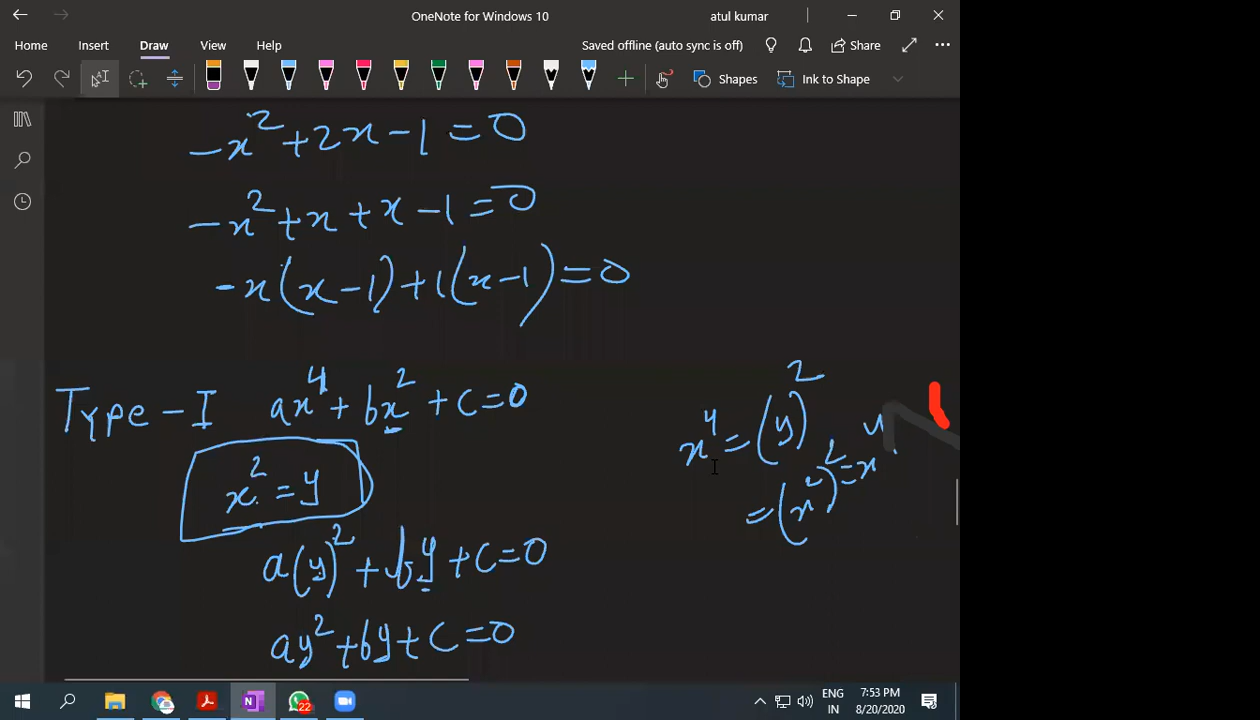 OneNote for Windows 10
atul kumar
Home Insert Draw View Help
Saved offline (auto sync is off)
Share
Shapes
Ink to Shape
-x² + 2x - 1 = 0
-x² + x + x - 1 = 0
-x(x - 1) + 1(x - 1) = 0
Type - I ax⁴ + bx² + c = 0
x² = y
a(y)² + by + c = 0
ay² + by + c = 0
x⁴ = (y)²
= (x²)² = x⁴
22
ENG
IN
7:53 PM
8/20/2020